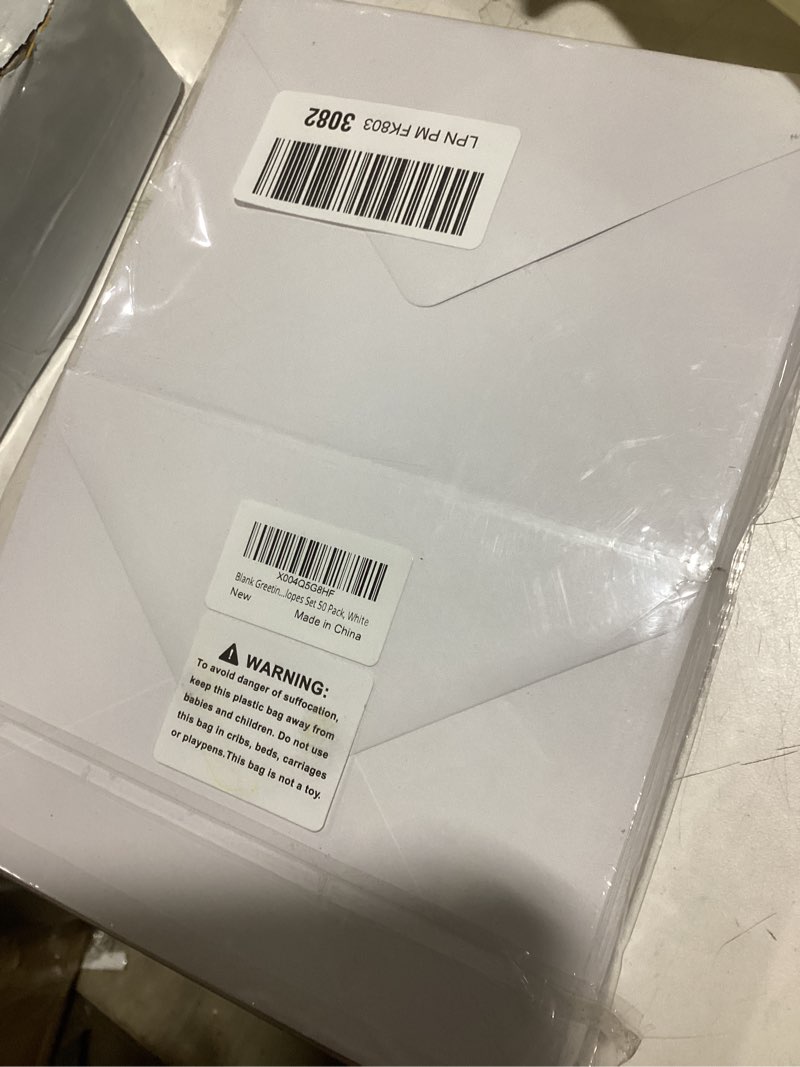 LPN PM FK803 3082
X004Q5G8HF
Blank Greetin...lopes Set 50 Pack, White
New
Made in China
WARNING:
To avoid danger of suffocation,
keep this plastic bag away from
babies and children. Do not use
this bag in cribs, beds, carriages
or playpens.This bag is not a toy.